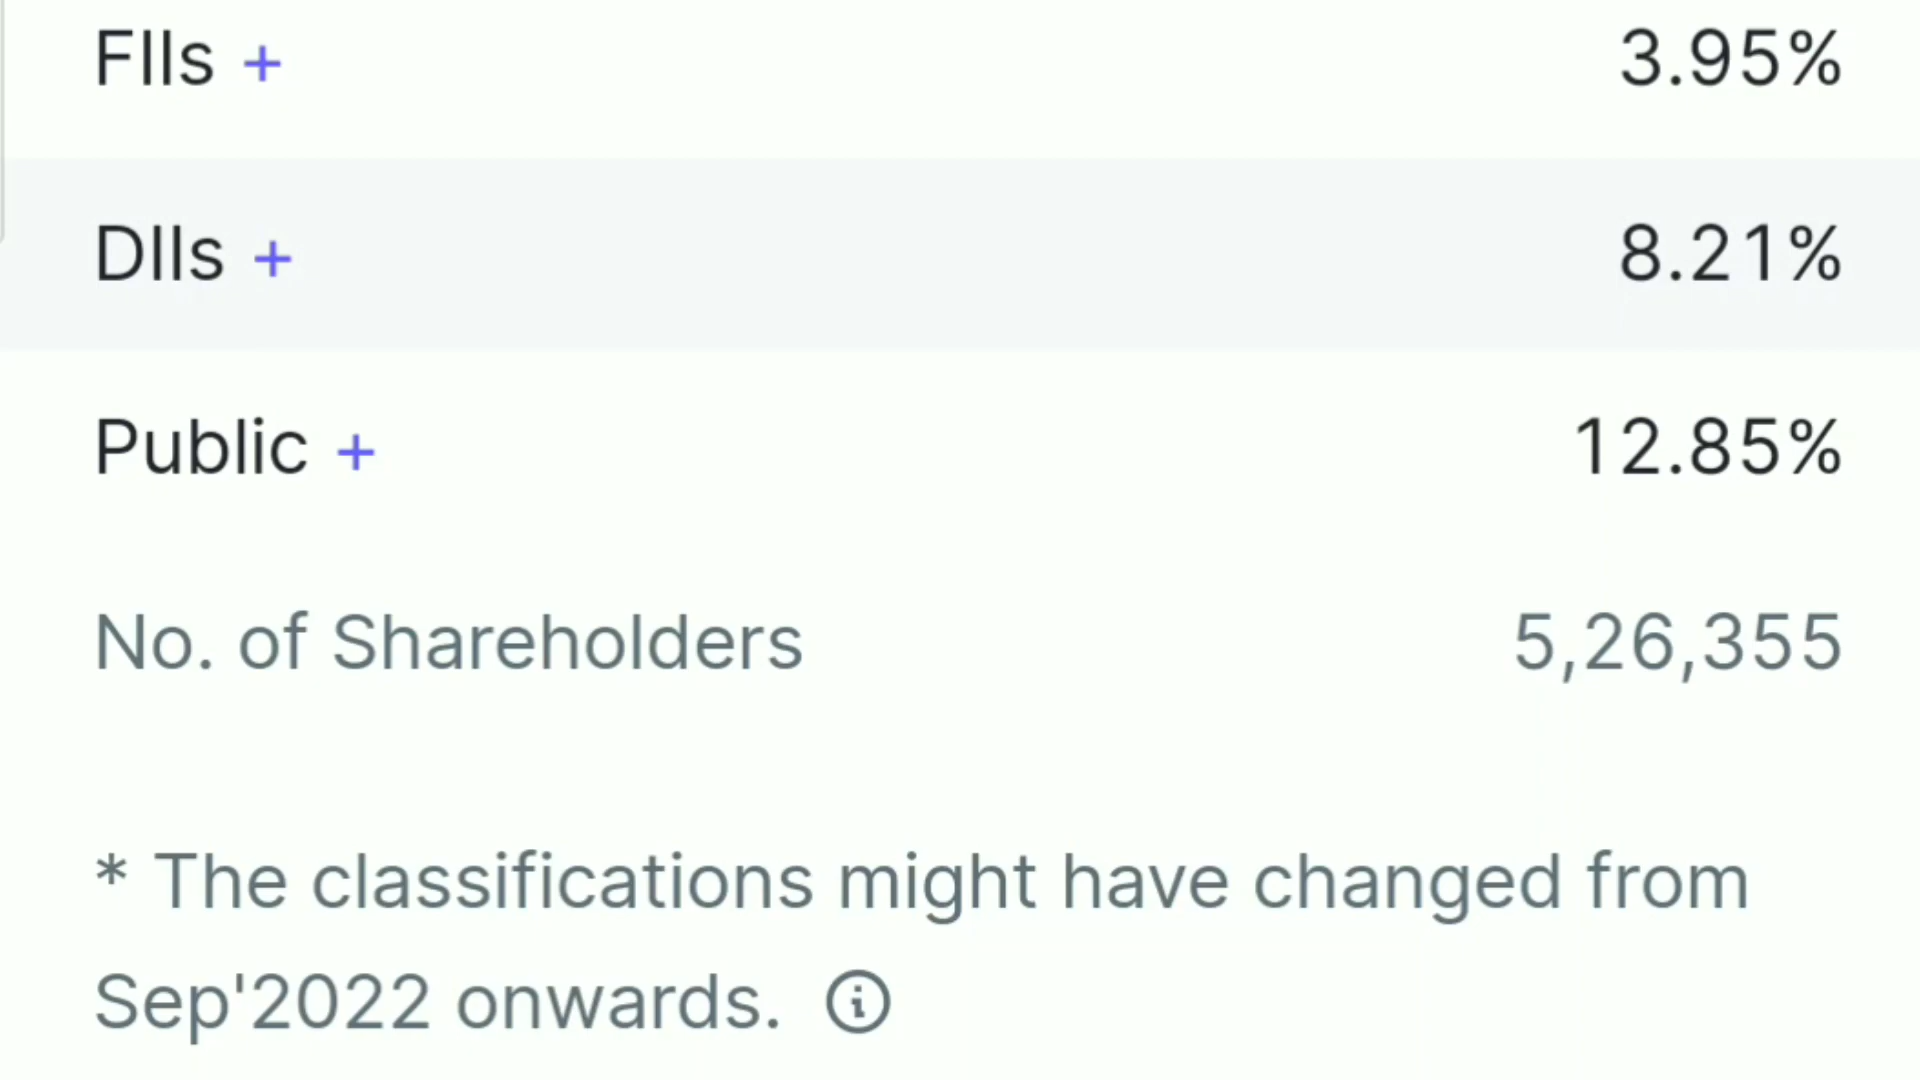 FIIs + 3.95%
DIIs + 8.21%
Public + 12.85%
No. of Shareholders 5,26,355
* The classifications might have changed from
Sep'2022 onwards.